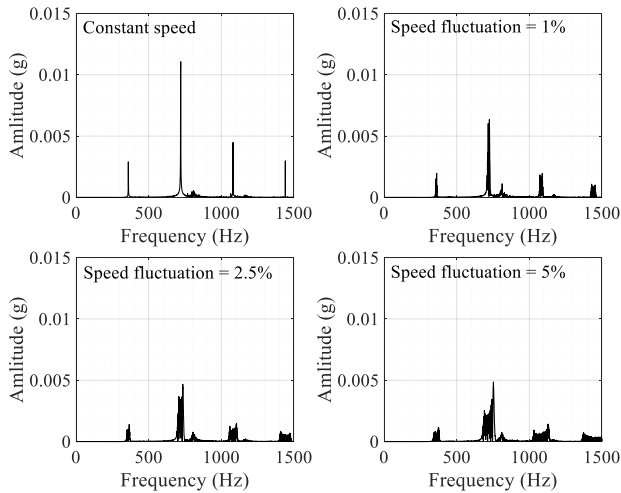 0.015
Constant speed
0.01
0.005
0
0 500 1000 1500
Amlitude (g)
Frequency (Hz)
0.015
Speed fluctuation = 1%
0.01
0.005
0
0 500 1000 1500
Amlitude (g)
Frequency (Hz)
0.015
Speed fluctuation = 2.5%
0.01
0.005
0
0 500 1000 1500
Amlitude (g)
Frequency (Hz)
0.015
Speed fluctuation = 5%
0.01
0.005
0
0 500 1000 1500
Amlitude (g)
Frequency (Hz)